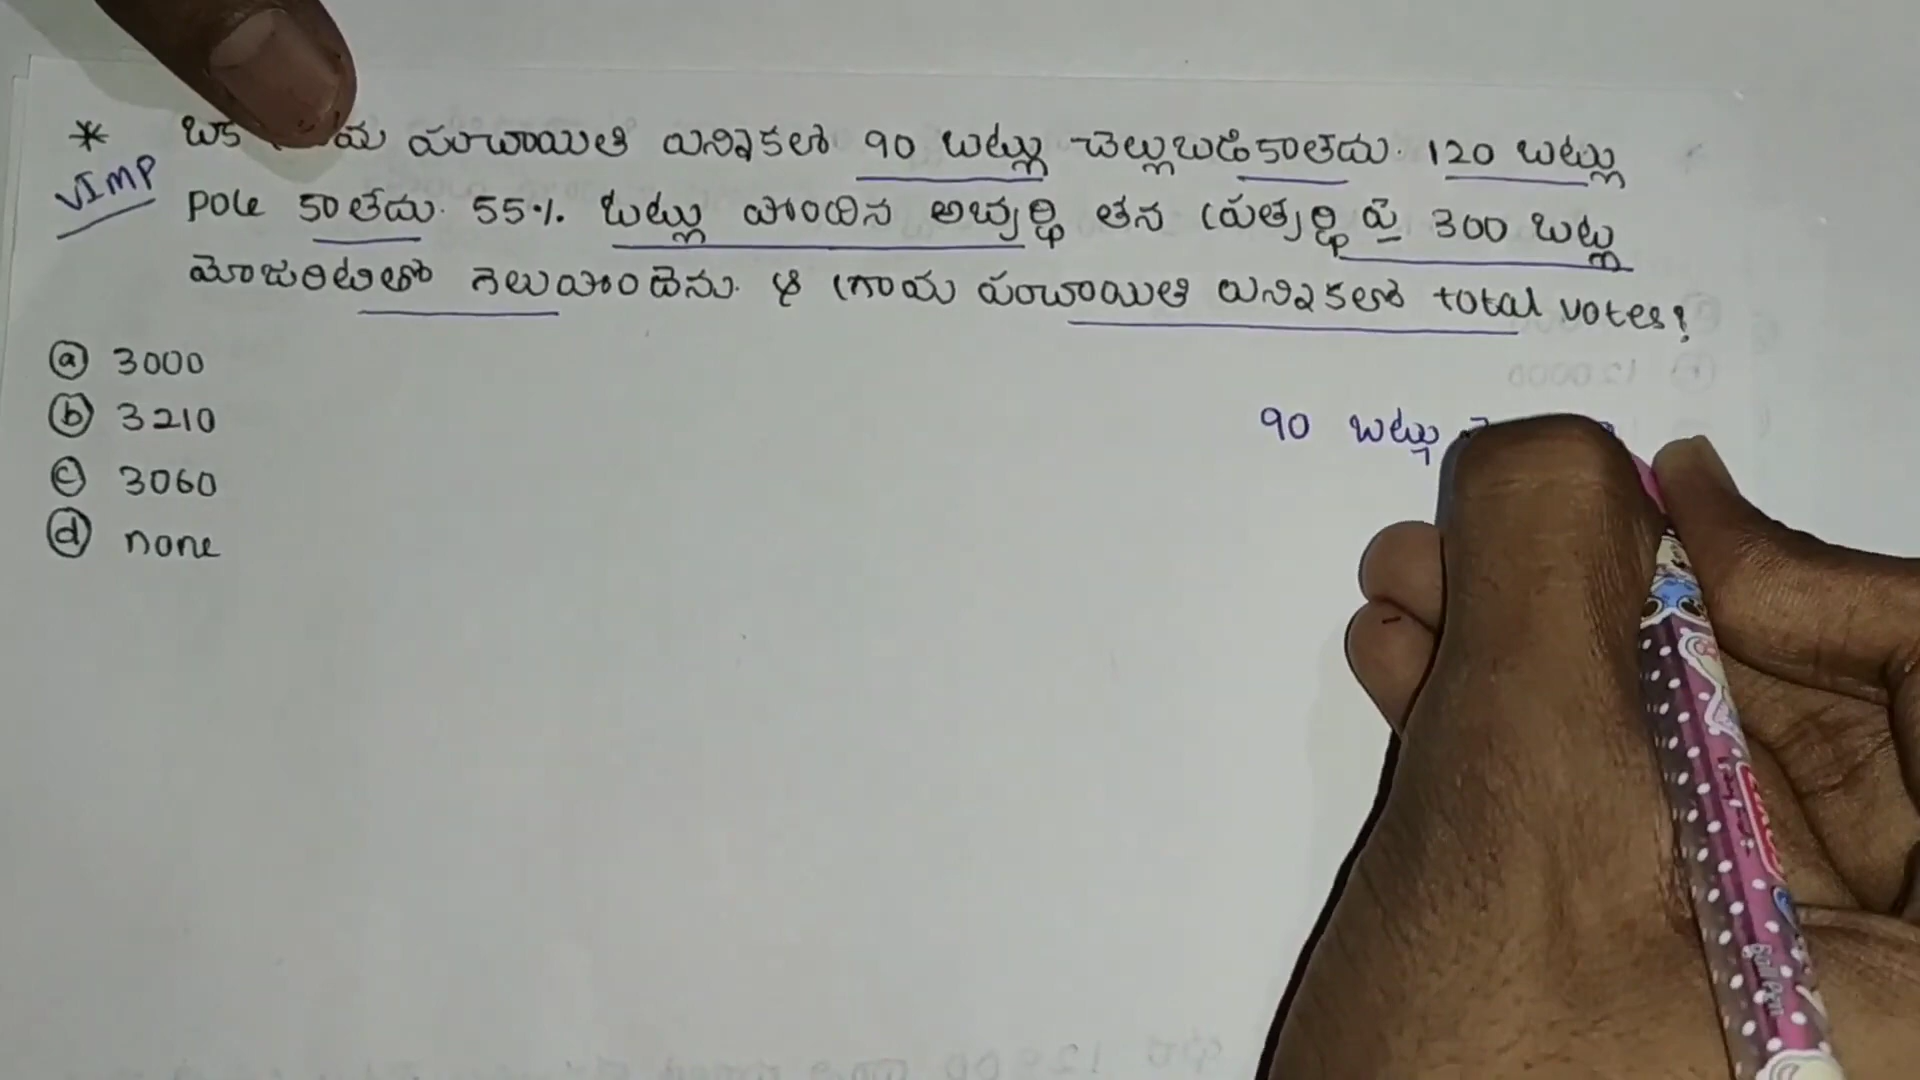 * ఒక పంచాయితి ఎన్నికలలో 90 ఓట్లు చెల్లుబడికాలేదు. 120 ఓట్లు
VIMP
pole కాలేదు. 55% ఓట్లు పొందిన అభ్యర్థి తన ప్రత్యర్థి పై 300 ఓట్ల
మోజారిటితో గెలుపొందెను. ఆ గ్రామ పంచాయితి ఎన్నికలలో total votes?
(a) 3000
(b) 3210
(c) 3060
(d) none
90 ఓట్లు